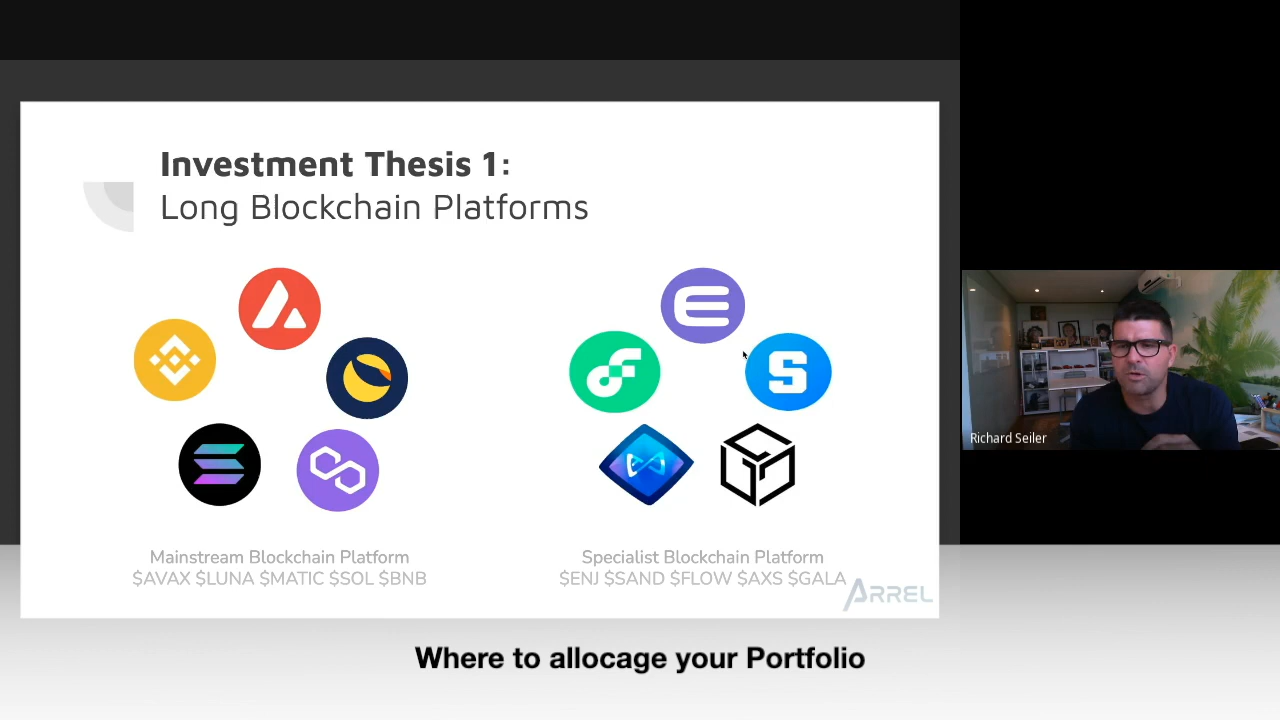 Investment Thesis 1:
Long Blockchain Platforms
Mainstream Blockchain Platform
$AVAX $LUNA $MATIC $SOL $BNB
Specialist Blockchain Platform
$ENJ $SAND $FLOW $AXS $GALA
ARREL
Richard Seiler
Where to allocage your Portfolio